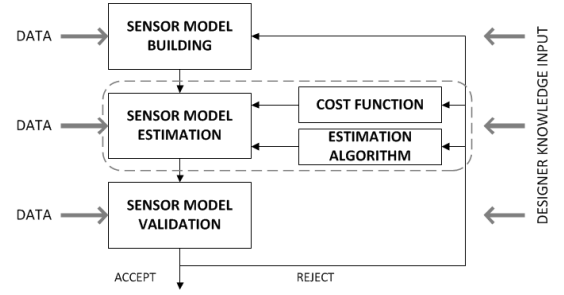 SENSOR MODEL
BUILDING
DATA
COST FUNCTION
SENSOR MODEL
ESTIMATION
DATA
ESTIMATION
ALGORITHM
SENSOR MODEL
VALIDATION
DATA
ACCEPT
REJECT
DESIGNER KNOWLEDGE INPUT